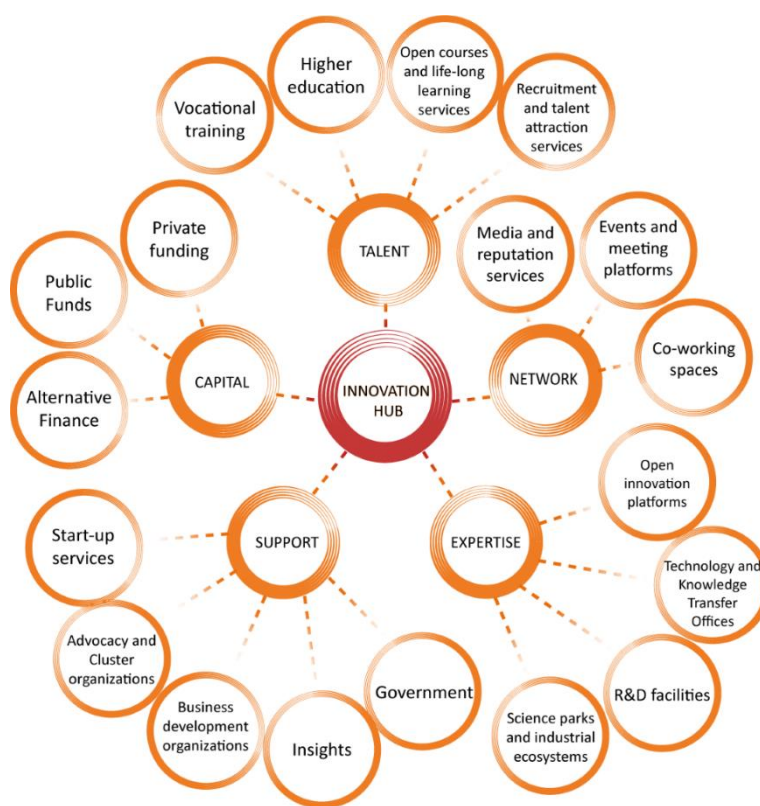 Higher
education
Open courses
and life-long
learning
services
Vocational
training
Recruitment
and talent
attraction
services
TALENT
Private
funding
Public
Funds
Alternative
Finance
CAPITAL
Media and
reputation
services
Events and
meeting
platforms
Co-working
spaces
NETWORK
INNOVATION
HUB
Start-up
services
Advocacy and
Cluster
organizations
Business
development
organizations
Insights
Government
SUPPORT
EXPERTISE
Open
innovation
platforms
Technology and
Knowledge
Transfer
Offices
R&D facilities
Science parks
and industrial
ecosystems